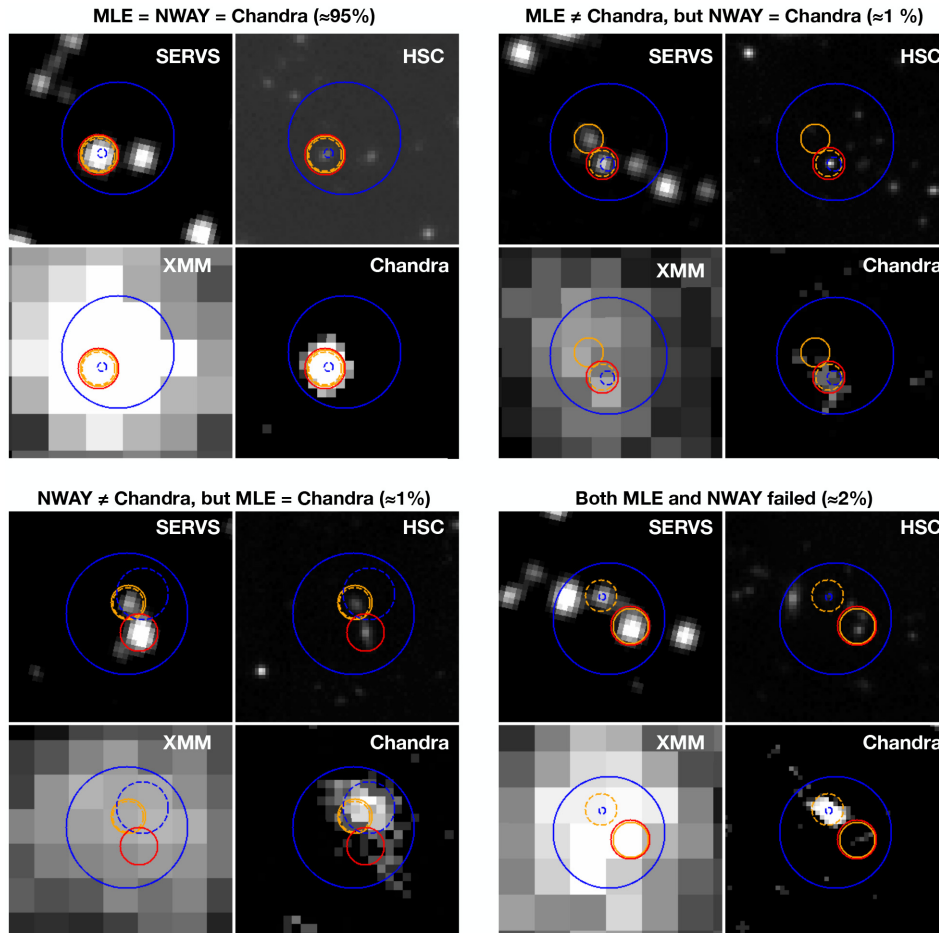 MLE = NWAY = Chandra (≈95%)
SERVS
HSC
XMM
Chandra
MLE ≠ Chandra, but NWAY = Chandra (≈1 %)
SERVS
HSC
XMM
Chandra
NWAY ≠ Chandra, but MLE = Chandra (≈1%)
SERVS
HSC
XMM
Chandra
Both MLE and NWAY failed (≈2%)
SERVS
HSC
XMM
Chandra